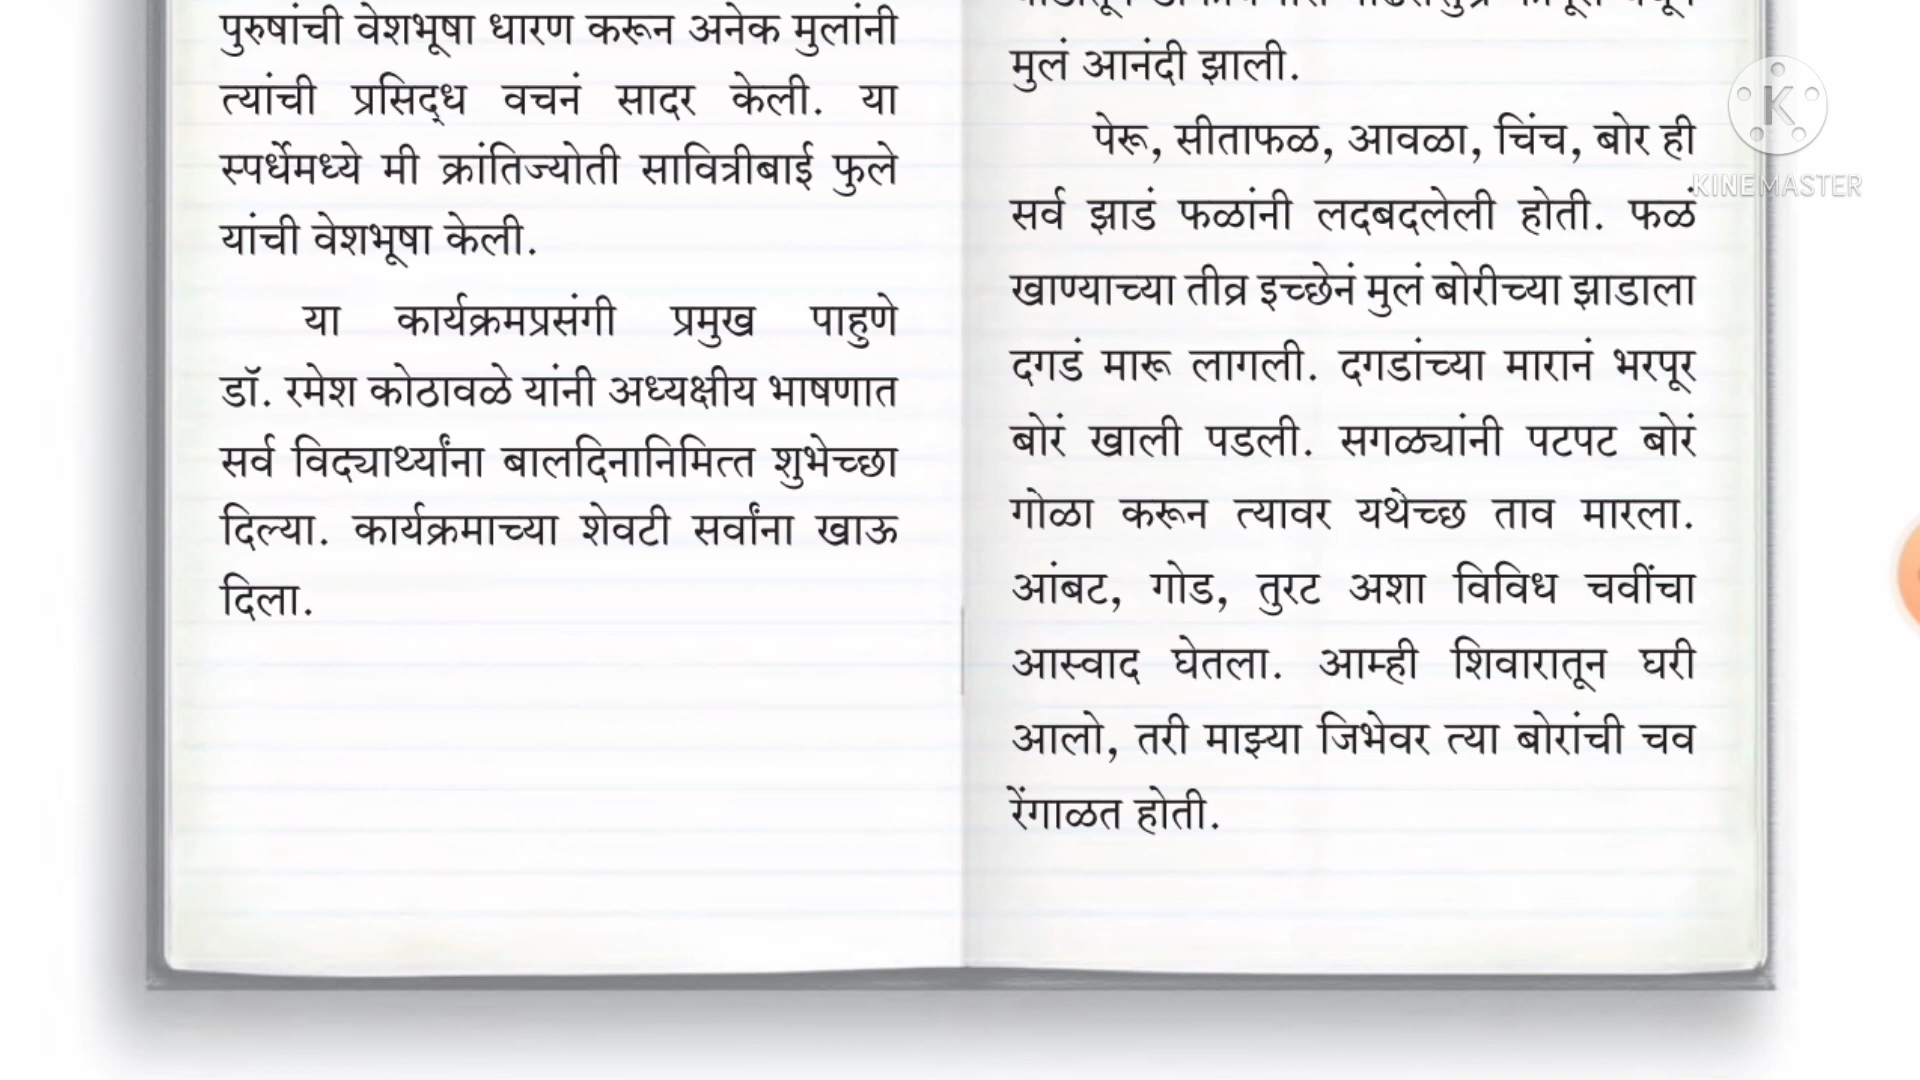 पुरुषांची वेशभूषा धारण करून अनेक मुलांनी
त्यांची प्रसिद्ध वचनं सादर केली. या
स्पर्धेमध्ये मी क्रांतिज्योती सावित्रीबाई फुले
यांची वेशभूषा केली.
या कार्यक्रमप्रसंगी प्रमुख पाहुणे
डॉ. रमेश कोठावळे यांनी अध्यक्षीय भाषणात
सर्व विद्यार्थ्यांना बालदिनानिमित्त शुभेच्छा
दिल्या. कार्यक्रमाच्या शेवटी सर्वांना खाऊ
दिला.
मुलं आनंदी झाली.
पेरू, सीताफळ, आवळा, चिंच, बोर ही
सर्व झाडं फळांनी लदबदलेली होती. फळं
खाण्याच्या तीव्र इच्छेनं मुलं बोरीच्या झाडाला
दगडं मारू लागली. दगडांच्या मारानं भरपूर
बोरं खाली पडली. सगळ्यांनी पटपट बोरं
गोळा करून त्यावर यथेच्छ ताव मारला.
आंबट, गोड, तुरट अशा विविध चवींचा
आस्वाद घेतला. आम्ही शिवारातून घरी
आलो, तरी माझ्या जिभेवर त्या बोरांची चव
रेंगाळत होती.
K
KINEMASTER